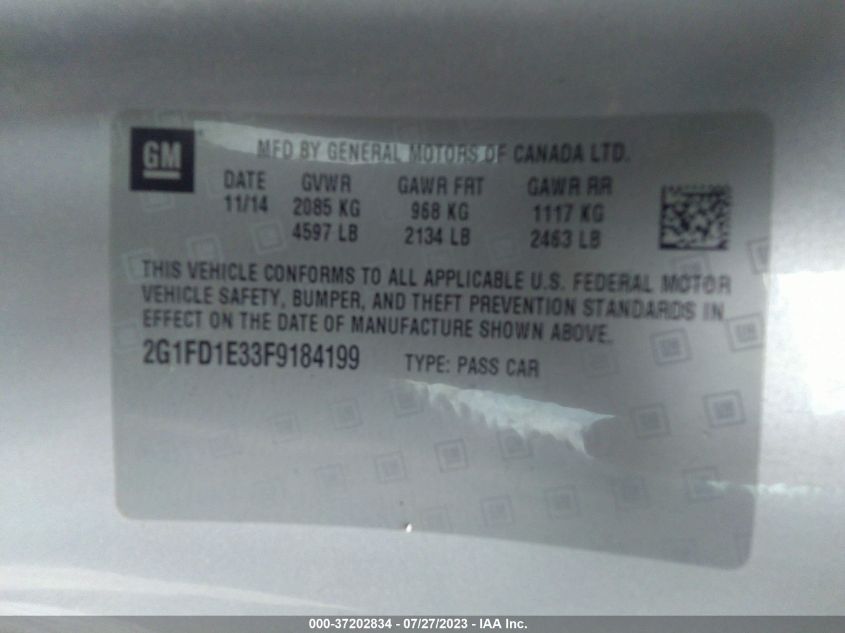 GM
MFD BY GENERAL MOTORS OF CANADA LTD.
DATE GVWR GAWR FRT GAWR RR
11/14 2085 KG 968 KG 1117 KG
4597 LB 2134 LB 2463 LB
THIS VEHICLE CONFORMS TO ALL APPLICABLE U.S. FEDERAL MOTOR
VEHICLE SAFETY, BUMPER, AND THEFT PREVENTION STANDARDS IN
EFFECT ON THE DATE OF MANUFACTURE SHOWN ABOVE.
2G1FD1E33F9184199 TYPE: PASS CAR
000-37202834 - 07/27/2023 - IAA Inc.